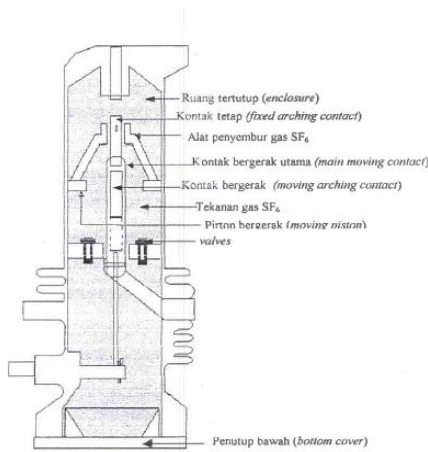 Ruang tertutup (enclosure)
Kontak tetap (fixed arching contact)
Alat penyembur gas SF₆
Kontak bergerak utama (main moving contact)
Kontak bergerak (moving arching contact)
Tekanan gas SF₆
Pirton bergerak (moving niston)
valves
Penutup bawah (bottom cover)